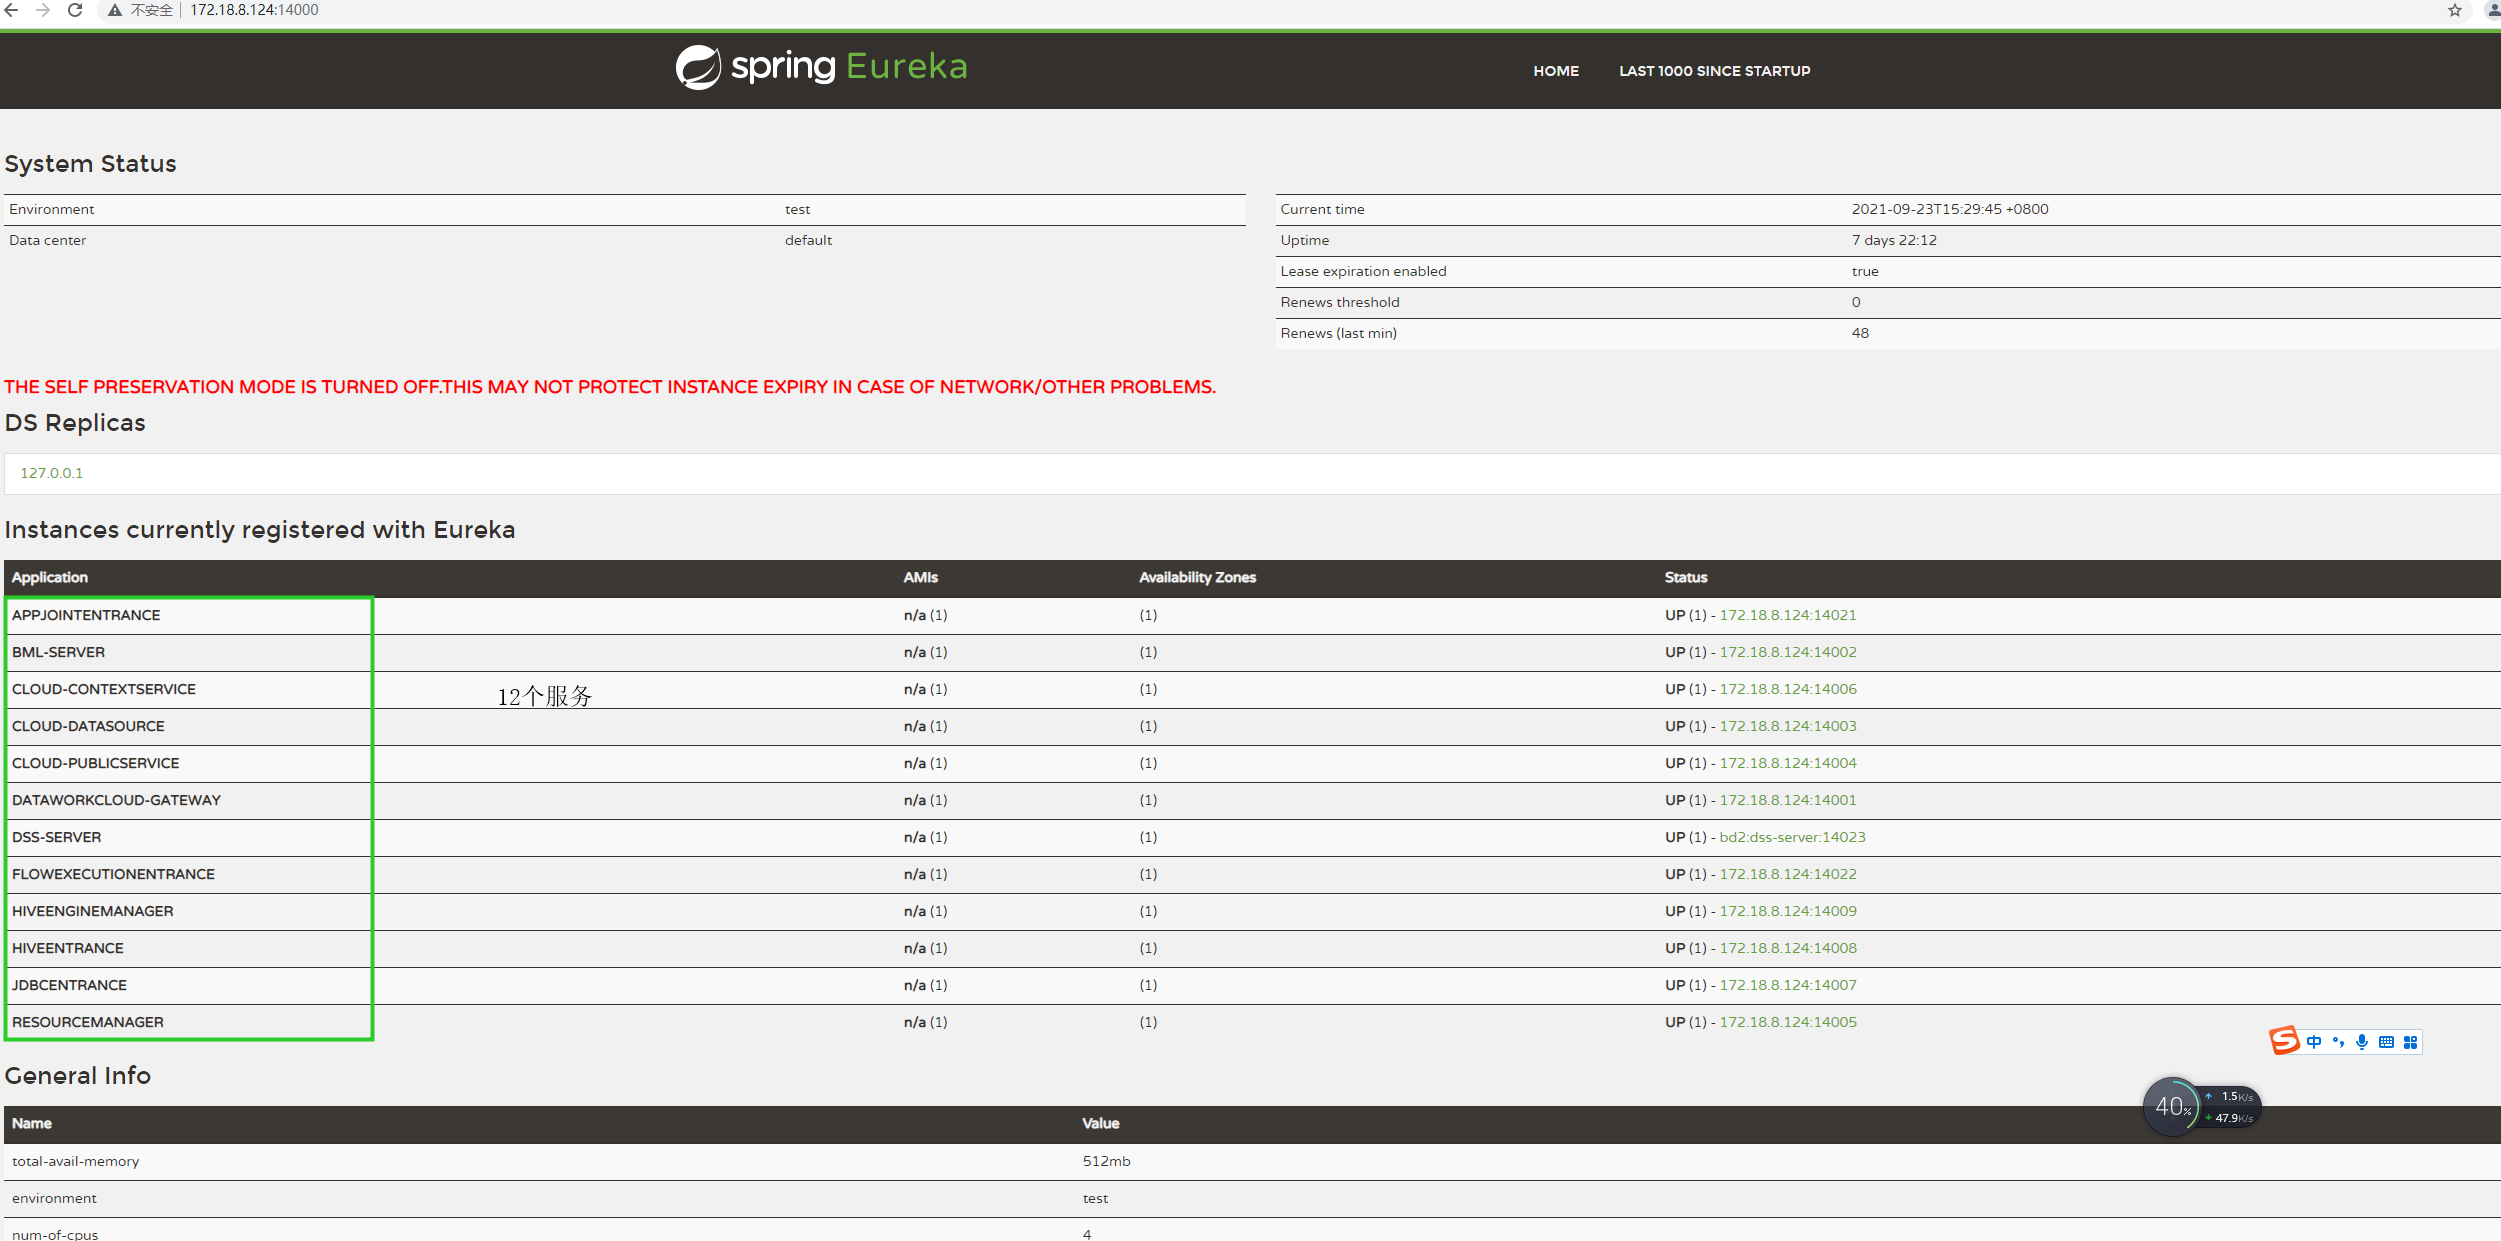 不安全 172.18.8.124:14000
spring Eureka
HOME LAST 1000 SINCE STARTUP
System Status
Environment test
Data center default
Current time 2021-09-23T15:29:45 +0800
Uptime 7 days 22:12
Lease expiration enabled true
Renews threshold 0
Renews (last min) 48
THE SELF PRESERVATION MODE IS TURNED OFF.THIS MAY NOT PROTECT INSTANCE EXPIRY IN CASE OF NETWORK/OTHER PROBLEMS.
DS Replicas
127.0.0.1
Instances currently registered with Eureka
Application AMIs Availability Zones Status
APPJOINTENTRANCE n/a (1) (1) UP (1) - 172.18.8.124:14021
BML-SERVER n/a (1) (1) UP (1) - 172.18.8.124:14002
CLOUD-CONTEXTSERVICE n/a (1) (1) UP (1) - 172.18.8.124:14006
12个服务
CLOUD-DATASOURCE n/a (1) (1) UP (1) - 172.18.8.124:14003
CLOUD-PUBLICSERVICE n/a (1) (1) UP (1) - 172.18.8.124:14004
DATAWORKCLOUD-GATEWAY n/a (1) (1) UP (1) - 172.18.8.124:14001
DSS-SERVER n/a (1) (1) UP (1) - bd2:dss-server:14023
FLOWEXECUTIONENTRANCE n/a (1) (1) UP (1) - 172.18.8.124:14022
HIVEENGINEMANAGER n/a (1) (1) UP (1) - 172.18.8.124:14009
HIVEENTRANCE n/a (1) (1) UP (1) - 172.18.8.124:14008
JDBCENTRANCE n/a (1) (1) UP (1) - 172.18.8.124:14007
RESOURCEMANAGER n/a (1) (1) UP (1) - 172.18.8.124:14005
S 中
General Info
40% 1.5K/s
47.9K/s
Name Value
total-avail-memory 512mb
environment test
num-of-cpus 4